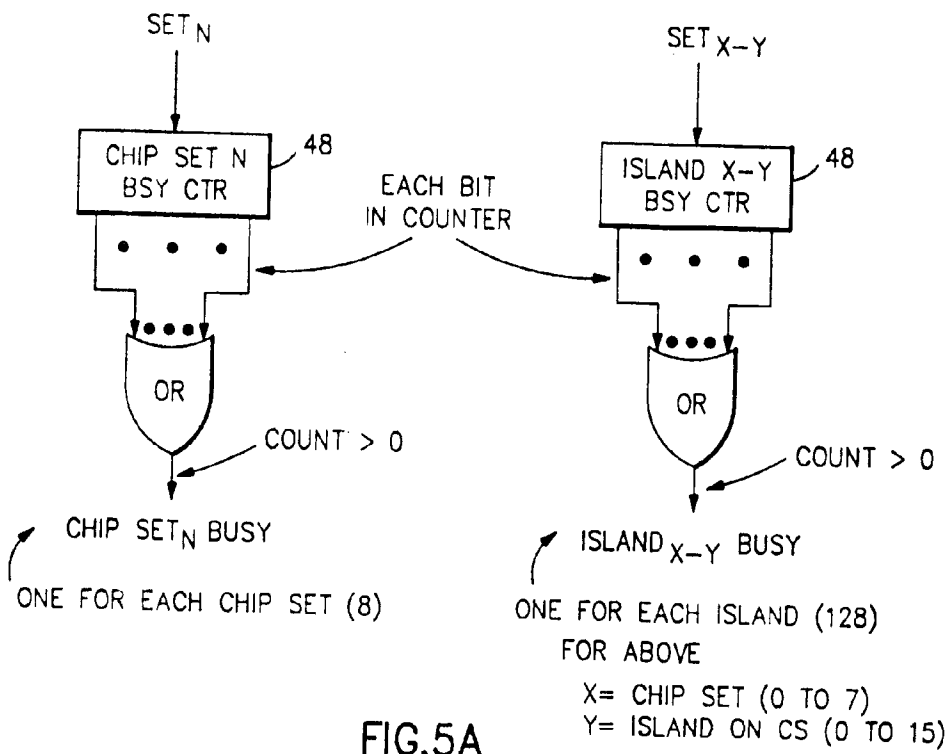 SET N
CHIP SET N
BSY CTR
48
EACH BIT
IN COUNTER
OR
COUNT > 0
CHIP SET N BUSY
ONE FOR EACH CHIP SET (8)
SET X-Y
ISLAND X-Y
BSY CTR
48
OR
COUNT > 0
ISLAND X-Y BUSY
ONE FOR EACH ISLAND (128)
FOR ABOVE
X= CHIP SET (0 TO 7)
Y= ISLAND ON CS (0 TO 15)
FIG.5A